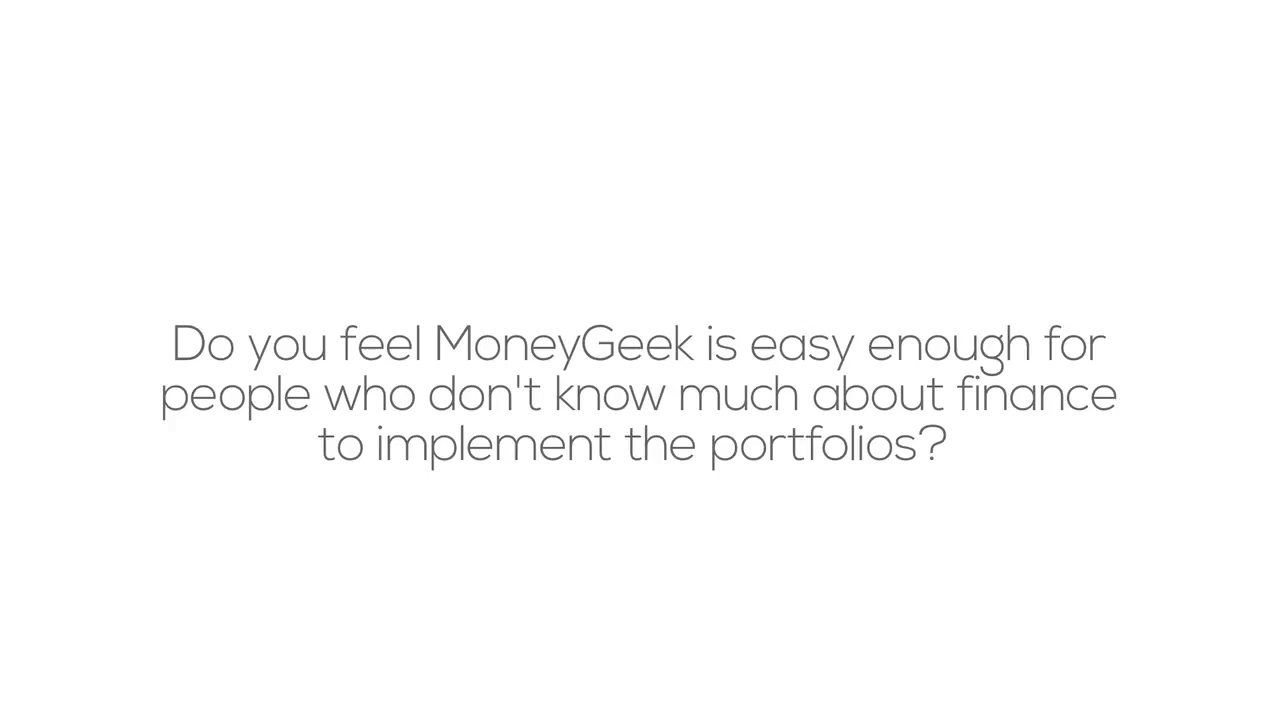 Do you feel MoneyGeek is easy enough for
people who don't know much about finance
to implement the portfolios?